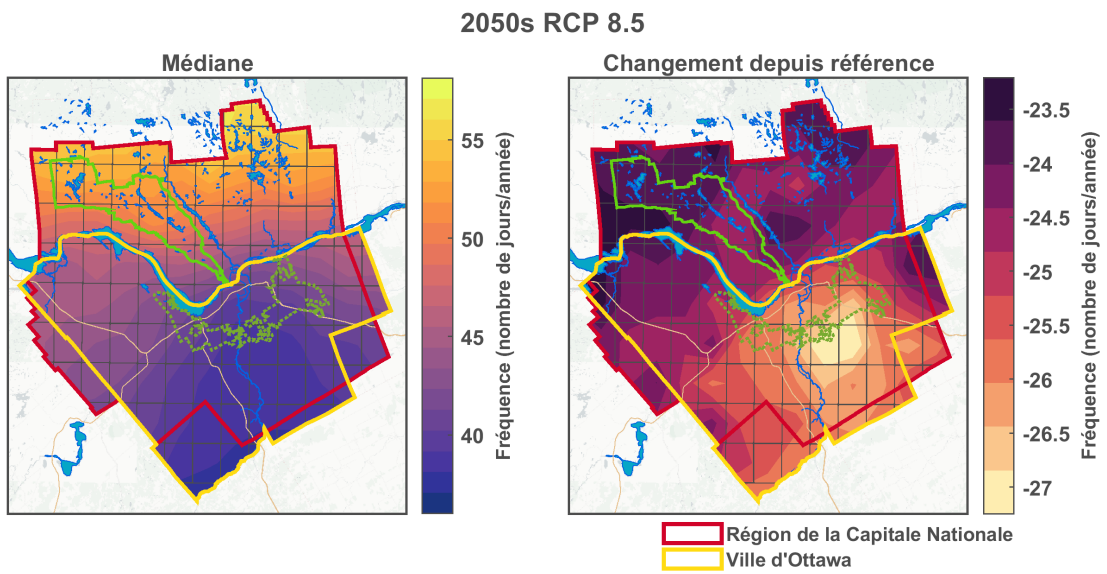 2050s RCP 8.5
Médiane
Changement depuis référence
55
50
45
40
Fréquence (nombre de jours/année)
-23.5
-24
-24.5
-25
-25.5
-26
-26.5
-27
Fréquence (nombre de jours/année)
Région de la Capitale Nationale
Ville d'Ottawa